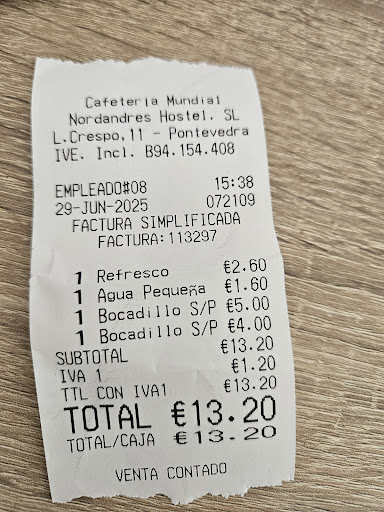 Cafeteria Mundial
Nordandres Hostel. SL
L.Crespo,11 - Pontevedra
IVE. Incl. B94.154.408
EMPLEADO#08 15:38
29-JUN-2025 072109
FACTURA SIMPLIFICADA
FACTURA:113297
1 Refresco €2.60
1 Agua Pequeña €1.60
1 Bocadillo S/P €5.00
1 Bocadillo S/P €4.00
SUBTOTAL €13.20
IVA 1 €1.20
TTL CON IVA1 €13.20
TOTAL €13.20
TOTAL/CAJA €13.20
VENTA CONTADO